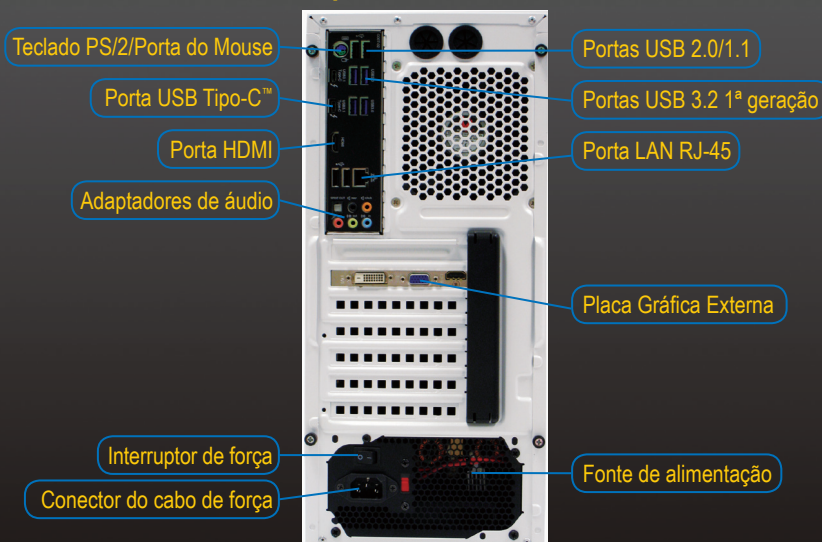 Teclado PS/2/Porta do Mouse
Portas USB 2.0/1.1
Porta USB Tipo-C™
Portas USB 3.2 1ª geração
Porta HDMI
Porta LAN RJ-45
Adaptadores de áudio
Placa Gráfica Externa
Interruptor de força
Fonte de alimentação
Conector do cabo de força